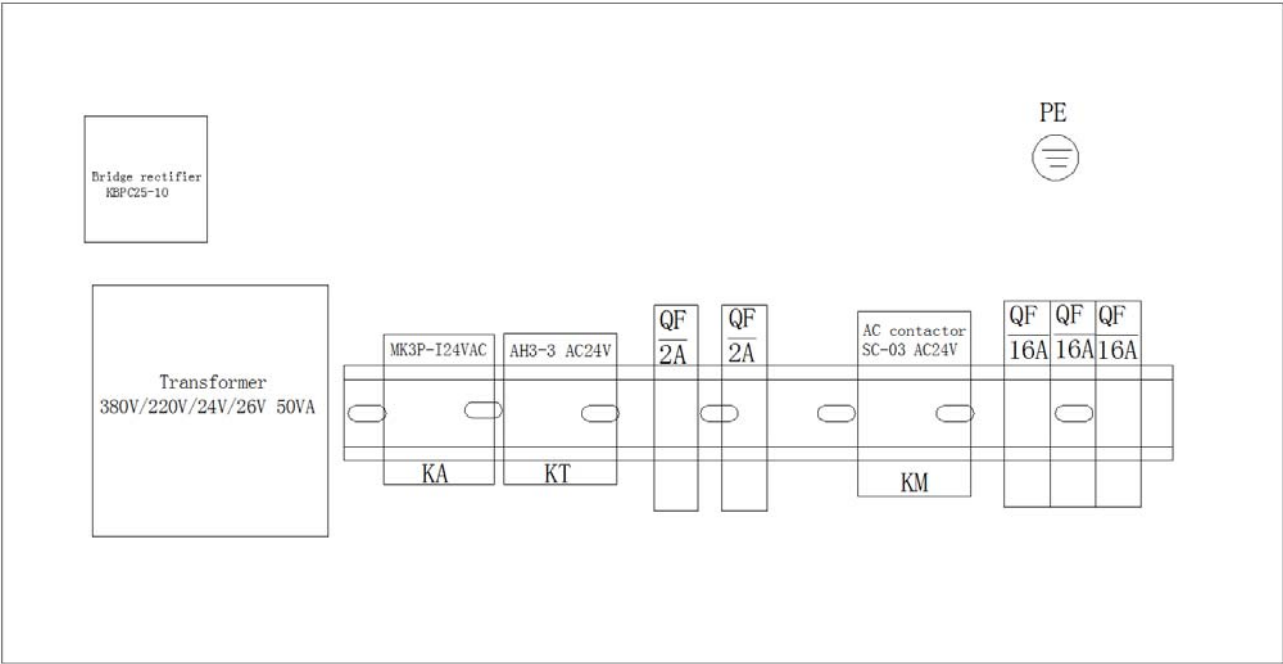 PE
Bridge rectifier
KBPC25-10
Transformer
380V/220V/24V/26V 50VA
MK3P-I24VAC
KA
AH3-3 AC24V
KT
QF
2A
QF
2A
AC contactor
SC-03 AC24V
KM
QF QF QF
16A 16A 16A